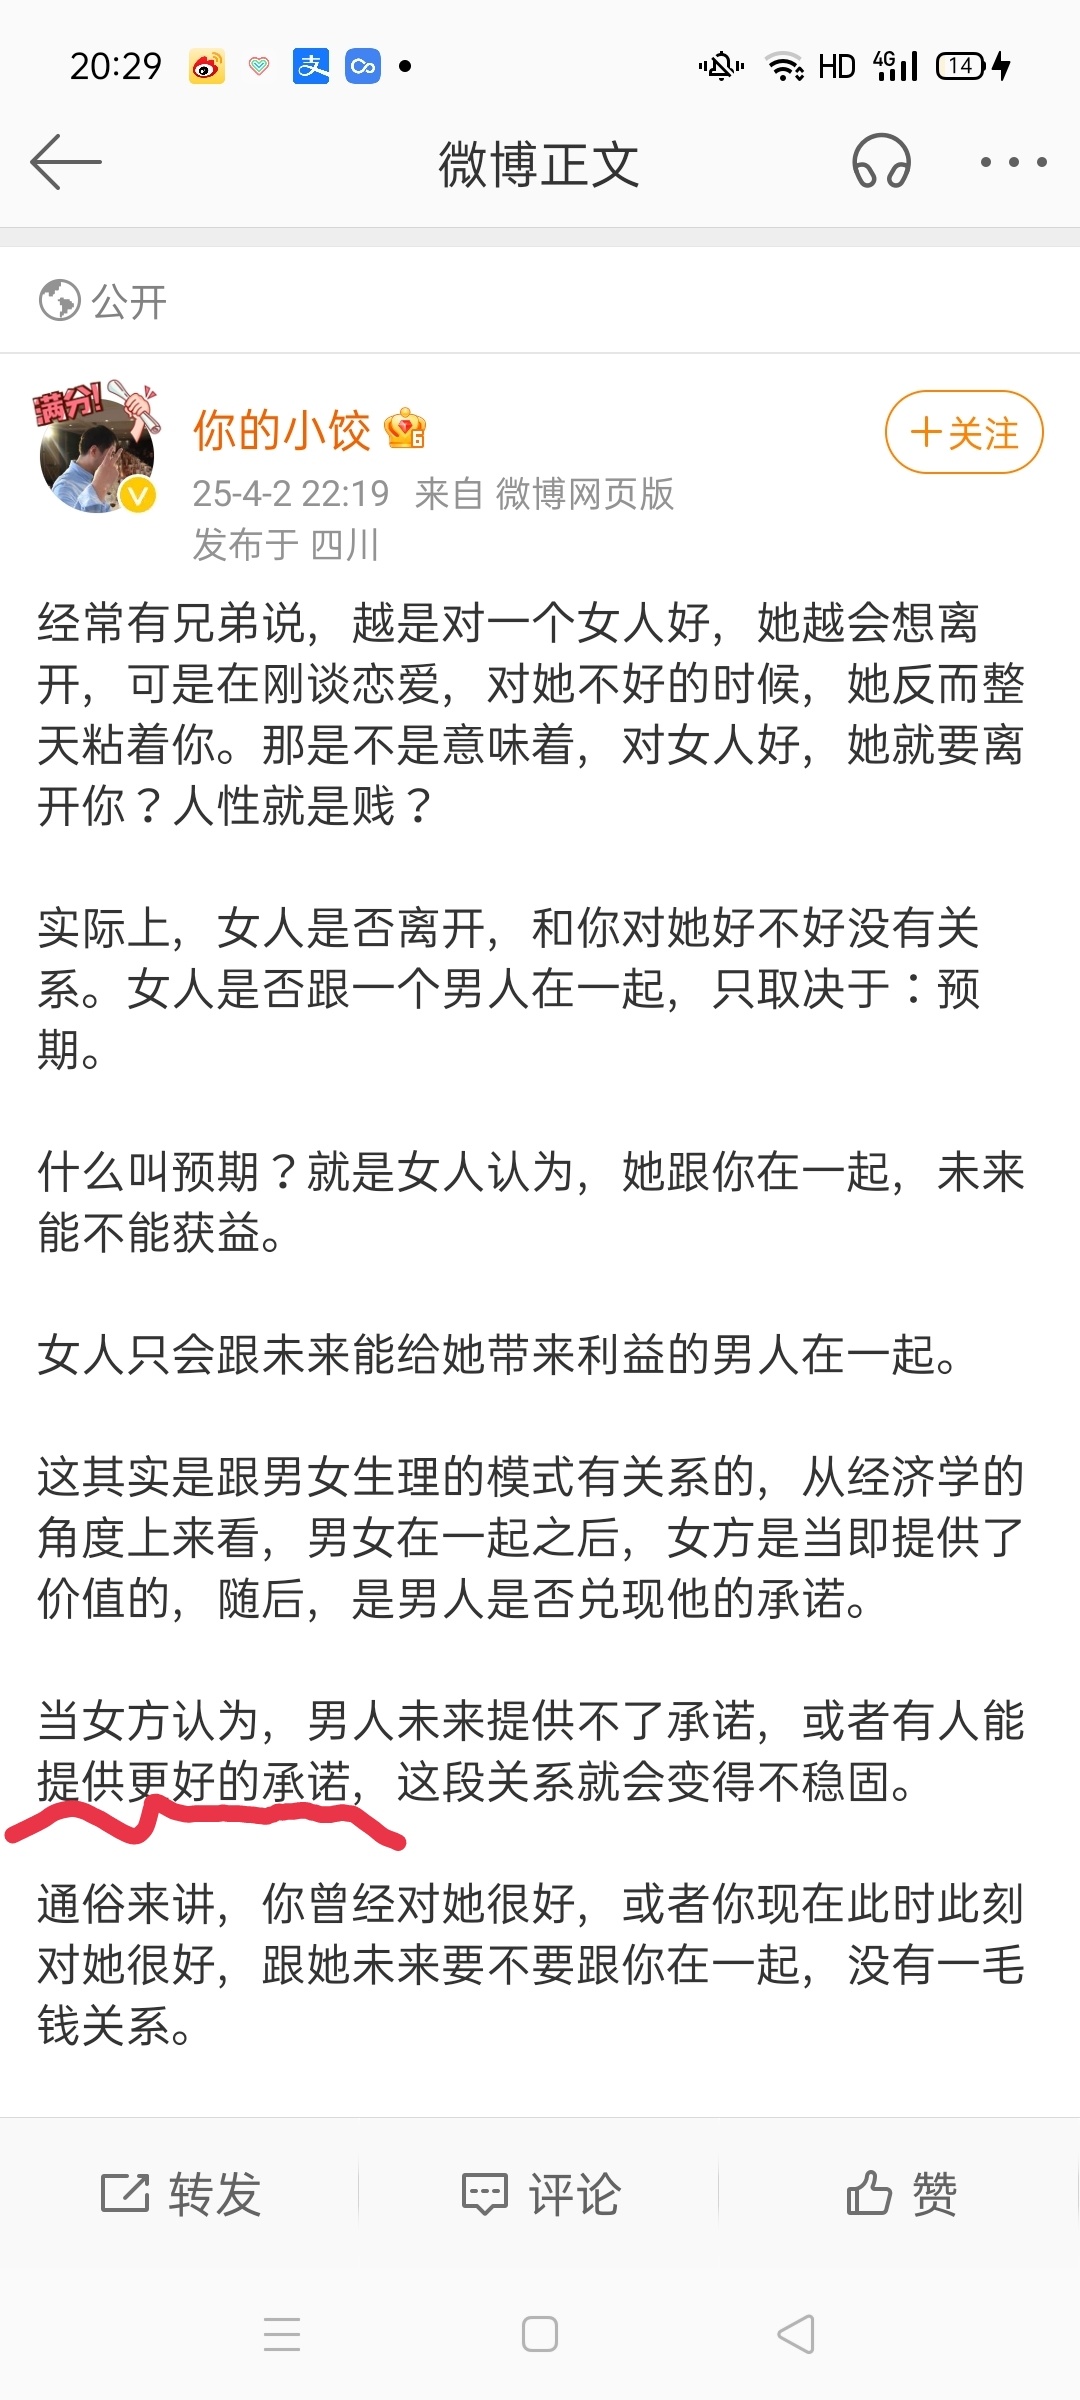 20:29
HD 4G 14
微博正文
公开
满分!
你的小饺
+关注
25-4-2 22:19 来自 微博网页版
发布于 四川
经常有兄弟说，越是对一个女人好，她越会想离
开，可是在刚谈恋爱，对她不好的时候，她反而整
天粘着你。那是不是意味着，对女人好，她就要离
开你？人性就是贱？
实际上，女人是否离开，和你对她好不好没有关
系。女人是否跟一个男人在一起，只取决于：预
期。
什么叫预期？就是女人认为，她跟你在一起，未来
能不能获益。
女人只会跟未来能给她带来利益的男人在一起。
这其实是跟男女生理的模式有关系的，从经济学的
角度上来看，男女在一起之后，女方是当即提供了
价值的，随后，是男人是否兑现他的承诺。
当女方认为，男人未来提供不了承诺，或者有人能
提供更好的承诺，这段关系就会变得不稳固。
通俗来讲，你曾经对她很好，或者你现在此时此刻
对她很好，跟她未来要不要跟你在一起，没有一毛
钱关系。
转发 评论 赞